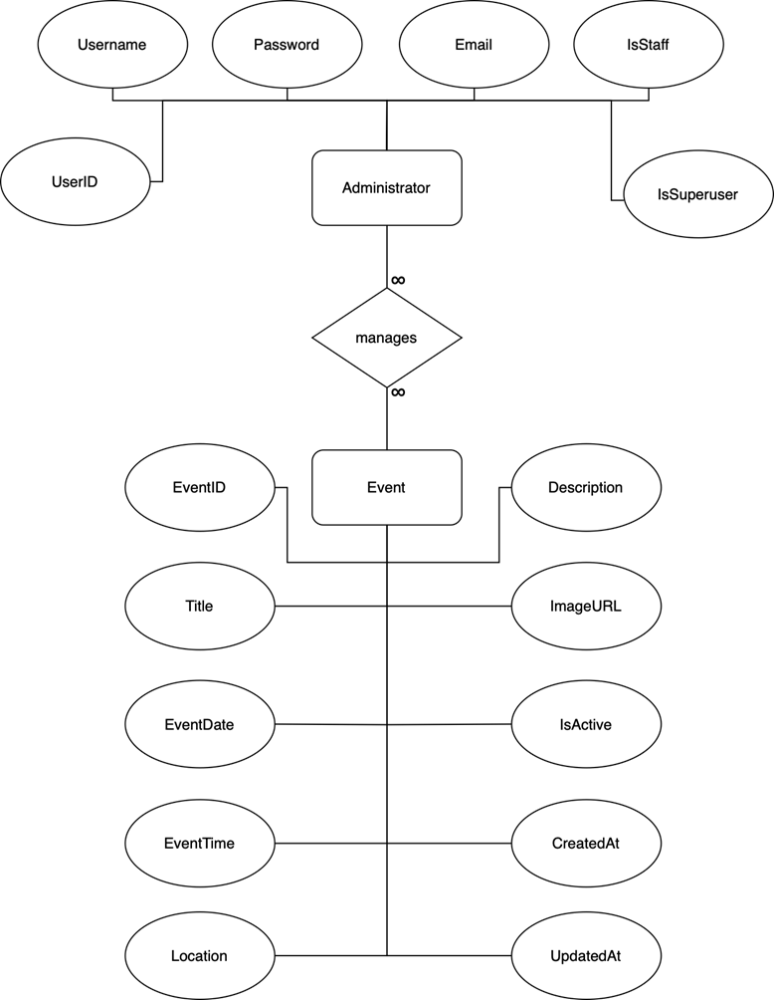 Username
Password
Email
IsStaff
UserID
Administrator
IsSuperuser
∞
manages
∞
EventID
Event
Description
Title
ImageURL
EventDate
IsActive
EventTime
CreatedAt
Location
UpdatedAt